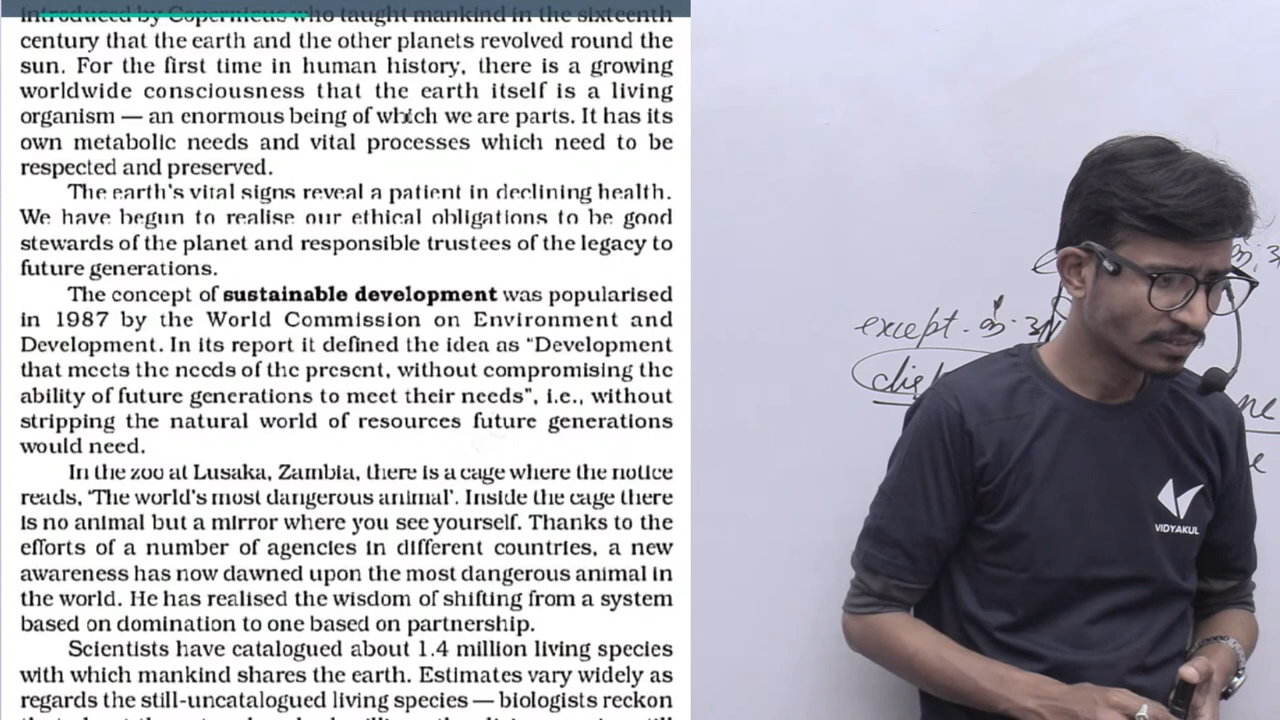 introduced by Copernicus who taught mankind in the sixteenth
century that the earth and the other planets revolved round the
sun. For the first time in human history, there is a growing
worldwide consciousness that the earth itself is a living
organism — an enormous being of which we are parts. It has its
own metabolic needs and vital processes which need to be
respected and preserved.
The earth's vital signs reveal a patient in declining health.
We have begun to realise our ethical obligations to be good
stewards of the planet and responsible trustees of the legacy to
future generations.
The concept of sustainable development was popularised
in 1987 by the World Commission on Environment and
Development. In its report it defined the idea as "Development
that meets the needs of the present, without compromising the
ability of future generations to meet their needs", i.e., without
stripping the natural world of resources future generations
would need.
In the zoo at Lusaka, Zambia, there is a cage where the notice
reads, 'The world's most dangerous animal'. Inside the cage there
is no animal but a mirror where you see yourself. Thanks to the
efforts of a number of agencies in different countries, a new
awareness has now dawned upon the most dangerous animal in
the world. He has realised the wisdom of shifting from a system
based on domination to one based on partnership.
Scientists have catalogued about 1.4 million living species
with which mankind shares the earth. Estimates vary widely as
regards the still-uncatalogued living species — biologists reckon
except
VIDYAKUL